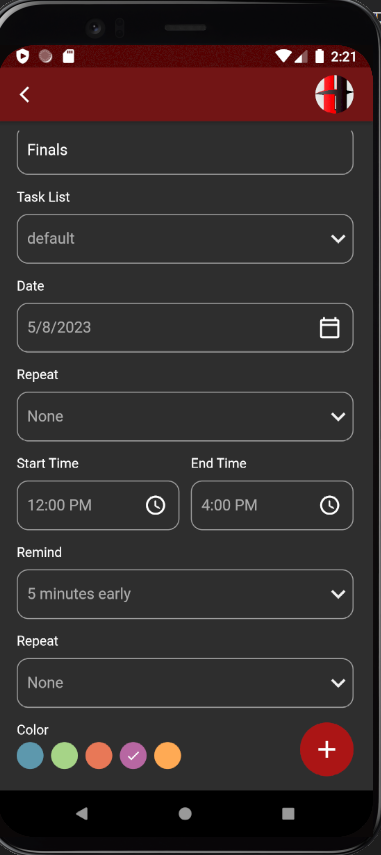 2:21
Finals
Task List
default
Date
5/8/2023
Repeat
None
Start Time End Time
12:00 PM 4:00 PM
Remind
5 minutes early
Repeat
None
Color